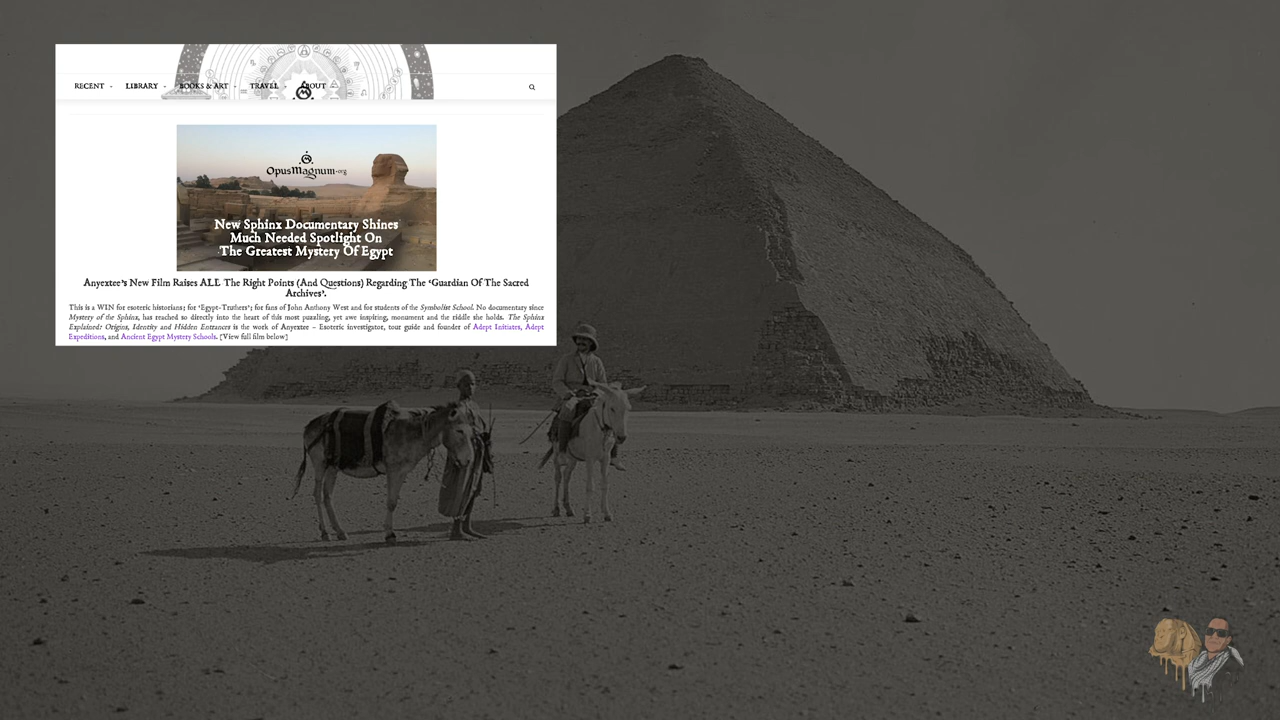 RECENT LIBRARY BOOKS & ART TRAVEL ABOUT
OpusMagnum.org
New Sphinx Documentary Shines
Much Needed Spotlight On
The Greatest Mystery Of Egypt
Anyextee's New Film Raises ALL The Right Points (And Questions) Regarding The 'Guardian Of The Sacred
Archives'.
This is a WIN for esoteric historians; for 'Egypt-Truthers'; for fans of John Anthony West and for students of the Symbolist School. No documentary since
Mystery of the Sphinx, has reached so directly into the heart of this most puzzling, yet awe inspiring, monument and the riddle she holds. The Sphinx
Explained: Origins, Identity and Hidden Entances is the work of Anyextee – Esoteric investigator, tour guide and founder of Adept Initiates, Adept
Expeditions, and Ancient Egypt Mystery Schools. [View full film below]